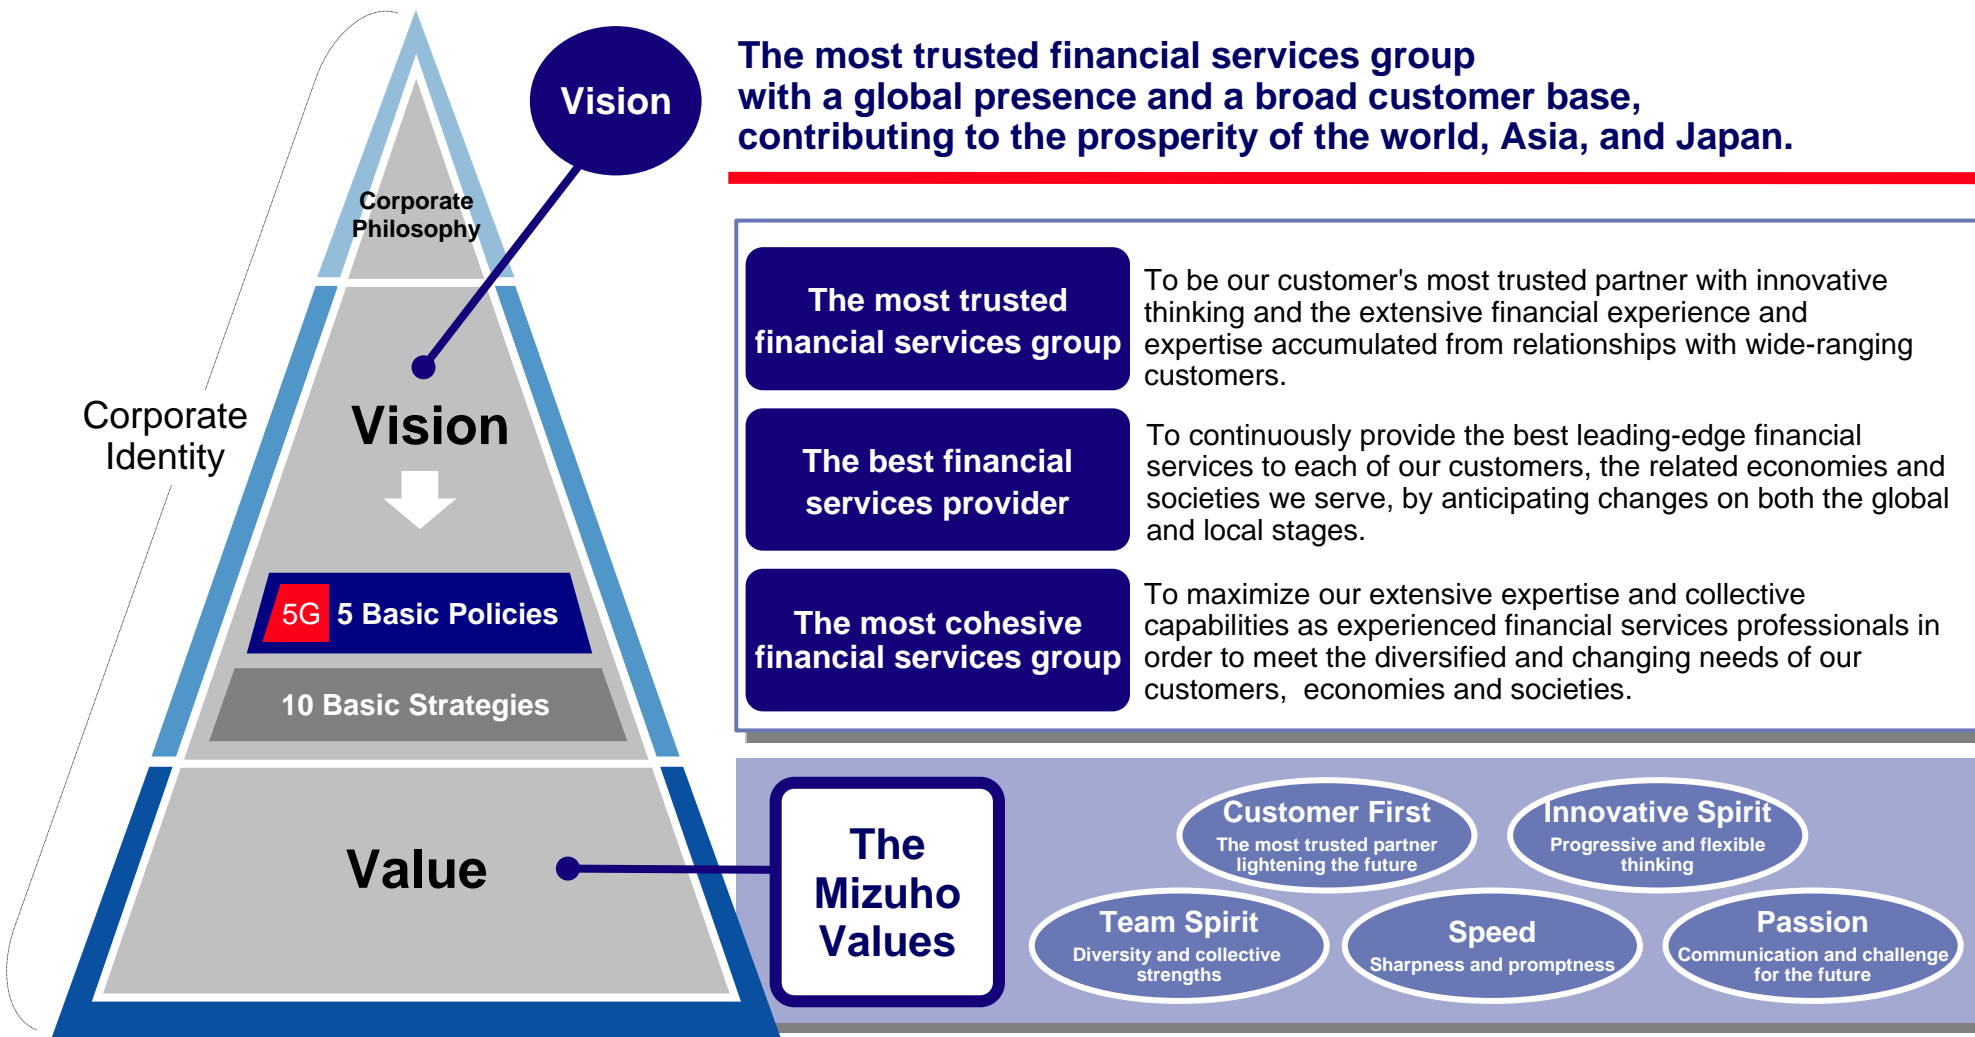 Vision
The most trusted financial services group
with a global presence and a broad customer base,
contributing to the prosperity of the world, Asia, and Japan.
Corporate
Philosophy
Corporate
Identity
Vision
5G 5 Basic Policies
10 Basic Strategies
Value
The most trusted
financial services group
To be our customer's most trusted partner with innovative
thinking and the extensive financial experience and
expertise accumulated from relationships with wide-ranging
customers.
The best financial
services provider
To continuously provide the best leading-edge financial
services to each of our customers, the related economies and
societies we serve, by anticipating changes on both the global
and local stages.
The most cohesive
financial services group
To maximize our extensive expertise and collective
capabilities as experienced financial services professionals in
order to meet the diversified and changing needs of our
customers,  economies and societies.
The
Mizuho
Values
Customer First
The most trusted partner
lightening the future
Innovative Spirit
Progressive and flexible
thinking
Team Spirit
Diversity and collective
strengths
Speed
Sharpness and promptness
Passion
Communication and challenge
for the future